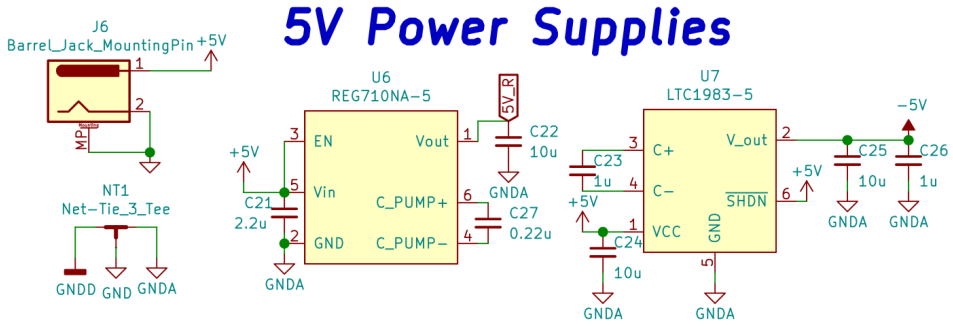 5V Power Supplies
J6
Barrel_Jack_MountingPin
+5V
1
2
Mounting
MP
NT1
Net-Tie_3_Tee
GNDD
GND
GNDA
U6
REG710NA-5
5V_R
3
EN
Vout
1
C22
10u
GNDA
+5V
5
Vin
C_PUMP+
6
C21
2.2u
C27
0.22u
2
GND
C_PUMP-
4
GNDA
U7
LTC1983-5
-5V
3
C+
V_out
2
C23
1u
4
C-
+5V
SHDN
6
C25
10u
C26
1u
GNDA
GNDA
+5V
1
VCC
GND
5
C24
10u
GNDA
GNDA